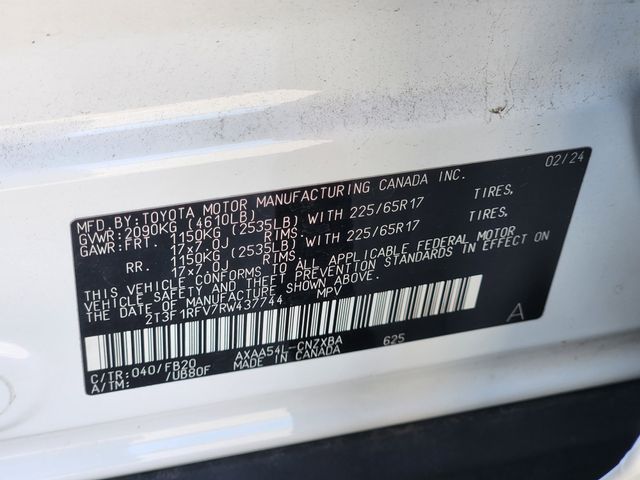 02/24
MFD.BY:TOYOTA MOTOR MANUFACTURING CANADA INC.
GVWR:2090KG (4610LB)
GAWR:FRT. 1150KG (2535LB) WITH 225/65R17 TIRES,
17x7.0J RIMS,
RR. 1150KG (2535LB) WITH 225/65R17 TIRES,
17x7.0J RIMS.
THIS VEHICLE CONFORMS TO ALL APPLICABLE FEDERAL MOTOR
VEHICLE SAFETY AND THEFT PREVENTION STANDARDS IN EFFECT ON
THE DATE OF MANUFACTURE SHOWN ABOVE.
2T3F1RFV7RW437744 MPV
C/TR:040/FB20 AXAA54L-CNZXBA 625
A/TM: /UB80F MADE IN CANADA
A